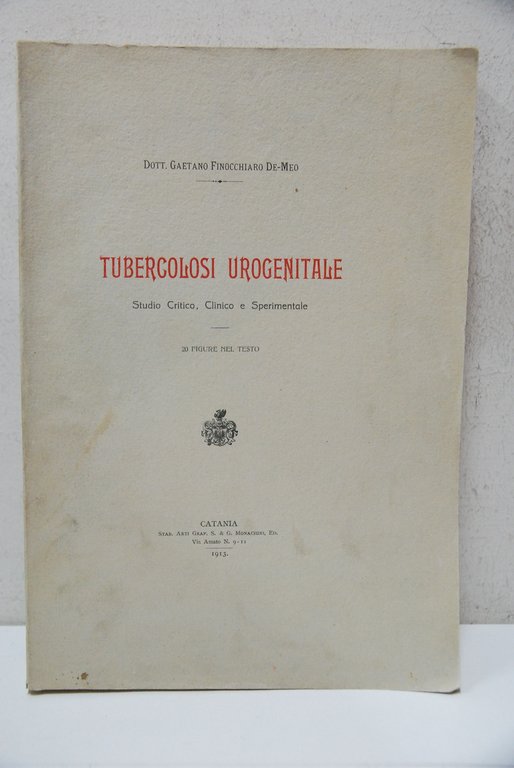 Dott. Gaetano Finocchiaro De-Meo
TUBERCOLOSI UROGENITALE
Studio Critico, Clinico e Sperimentale
20 FIGURE NEL TESTO
CATANIA
Stab. Arti Graf. S. & G. Monachini, Ed.
Via Amato N. 9-11
1915.